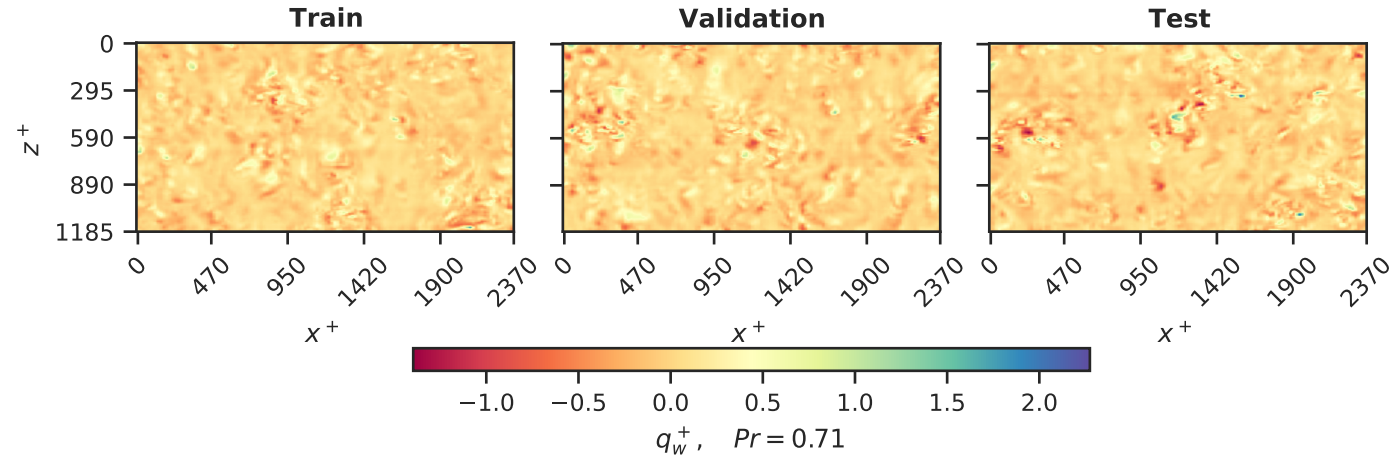 Train Validation Test
z⁺
0
295
590
890
1185
0 470 950 1420 1900 2370 0 470 950 1420 1900 2370 0 470 950 1420 1900 2370
x⁺ x⁺ x⁺
−1.0 −0.5 0.0 0.5 1.0 1.5 2.0
q_w⁺, Pr = 0.71